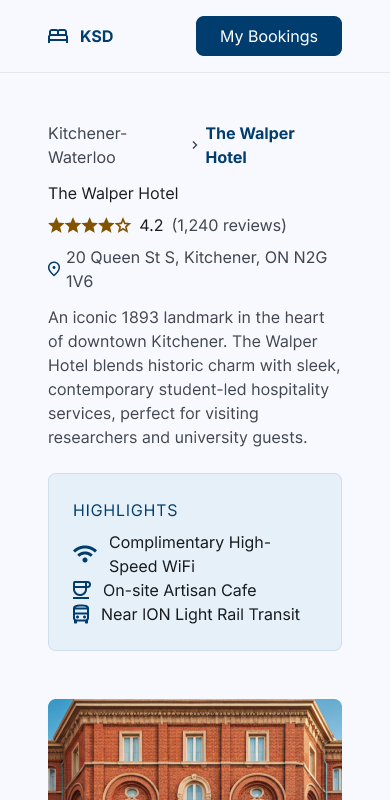 KSD
My Bookings
Kitchener-
Waterloo
The Walper
Hotel
The Walper Hotel
4.2 (1,240 reviews)
20 Queen St S, Kitchener, ON N2G
1V6
An iconic 1893 landmark in the heart
of downtown Kitchener. The Walper
Hotel blends historic charm with sleek,
contemporary student-led hospitality
services, perfect for visiting
researchers and university guests.
HIGHLIGHTS
Complimentary High-
Speed WiFi
On-site Artisan Cafe
Near ION Light Rail Transit